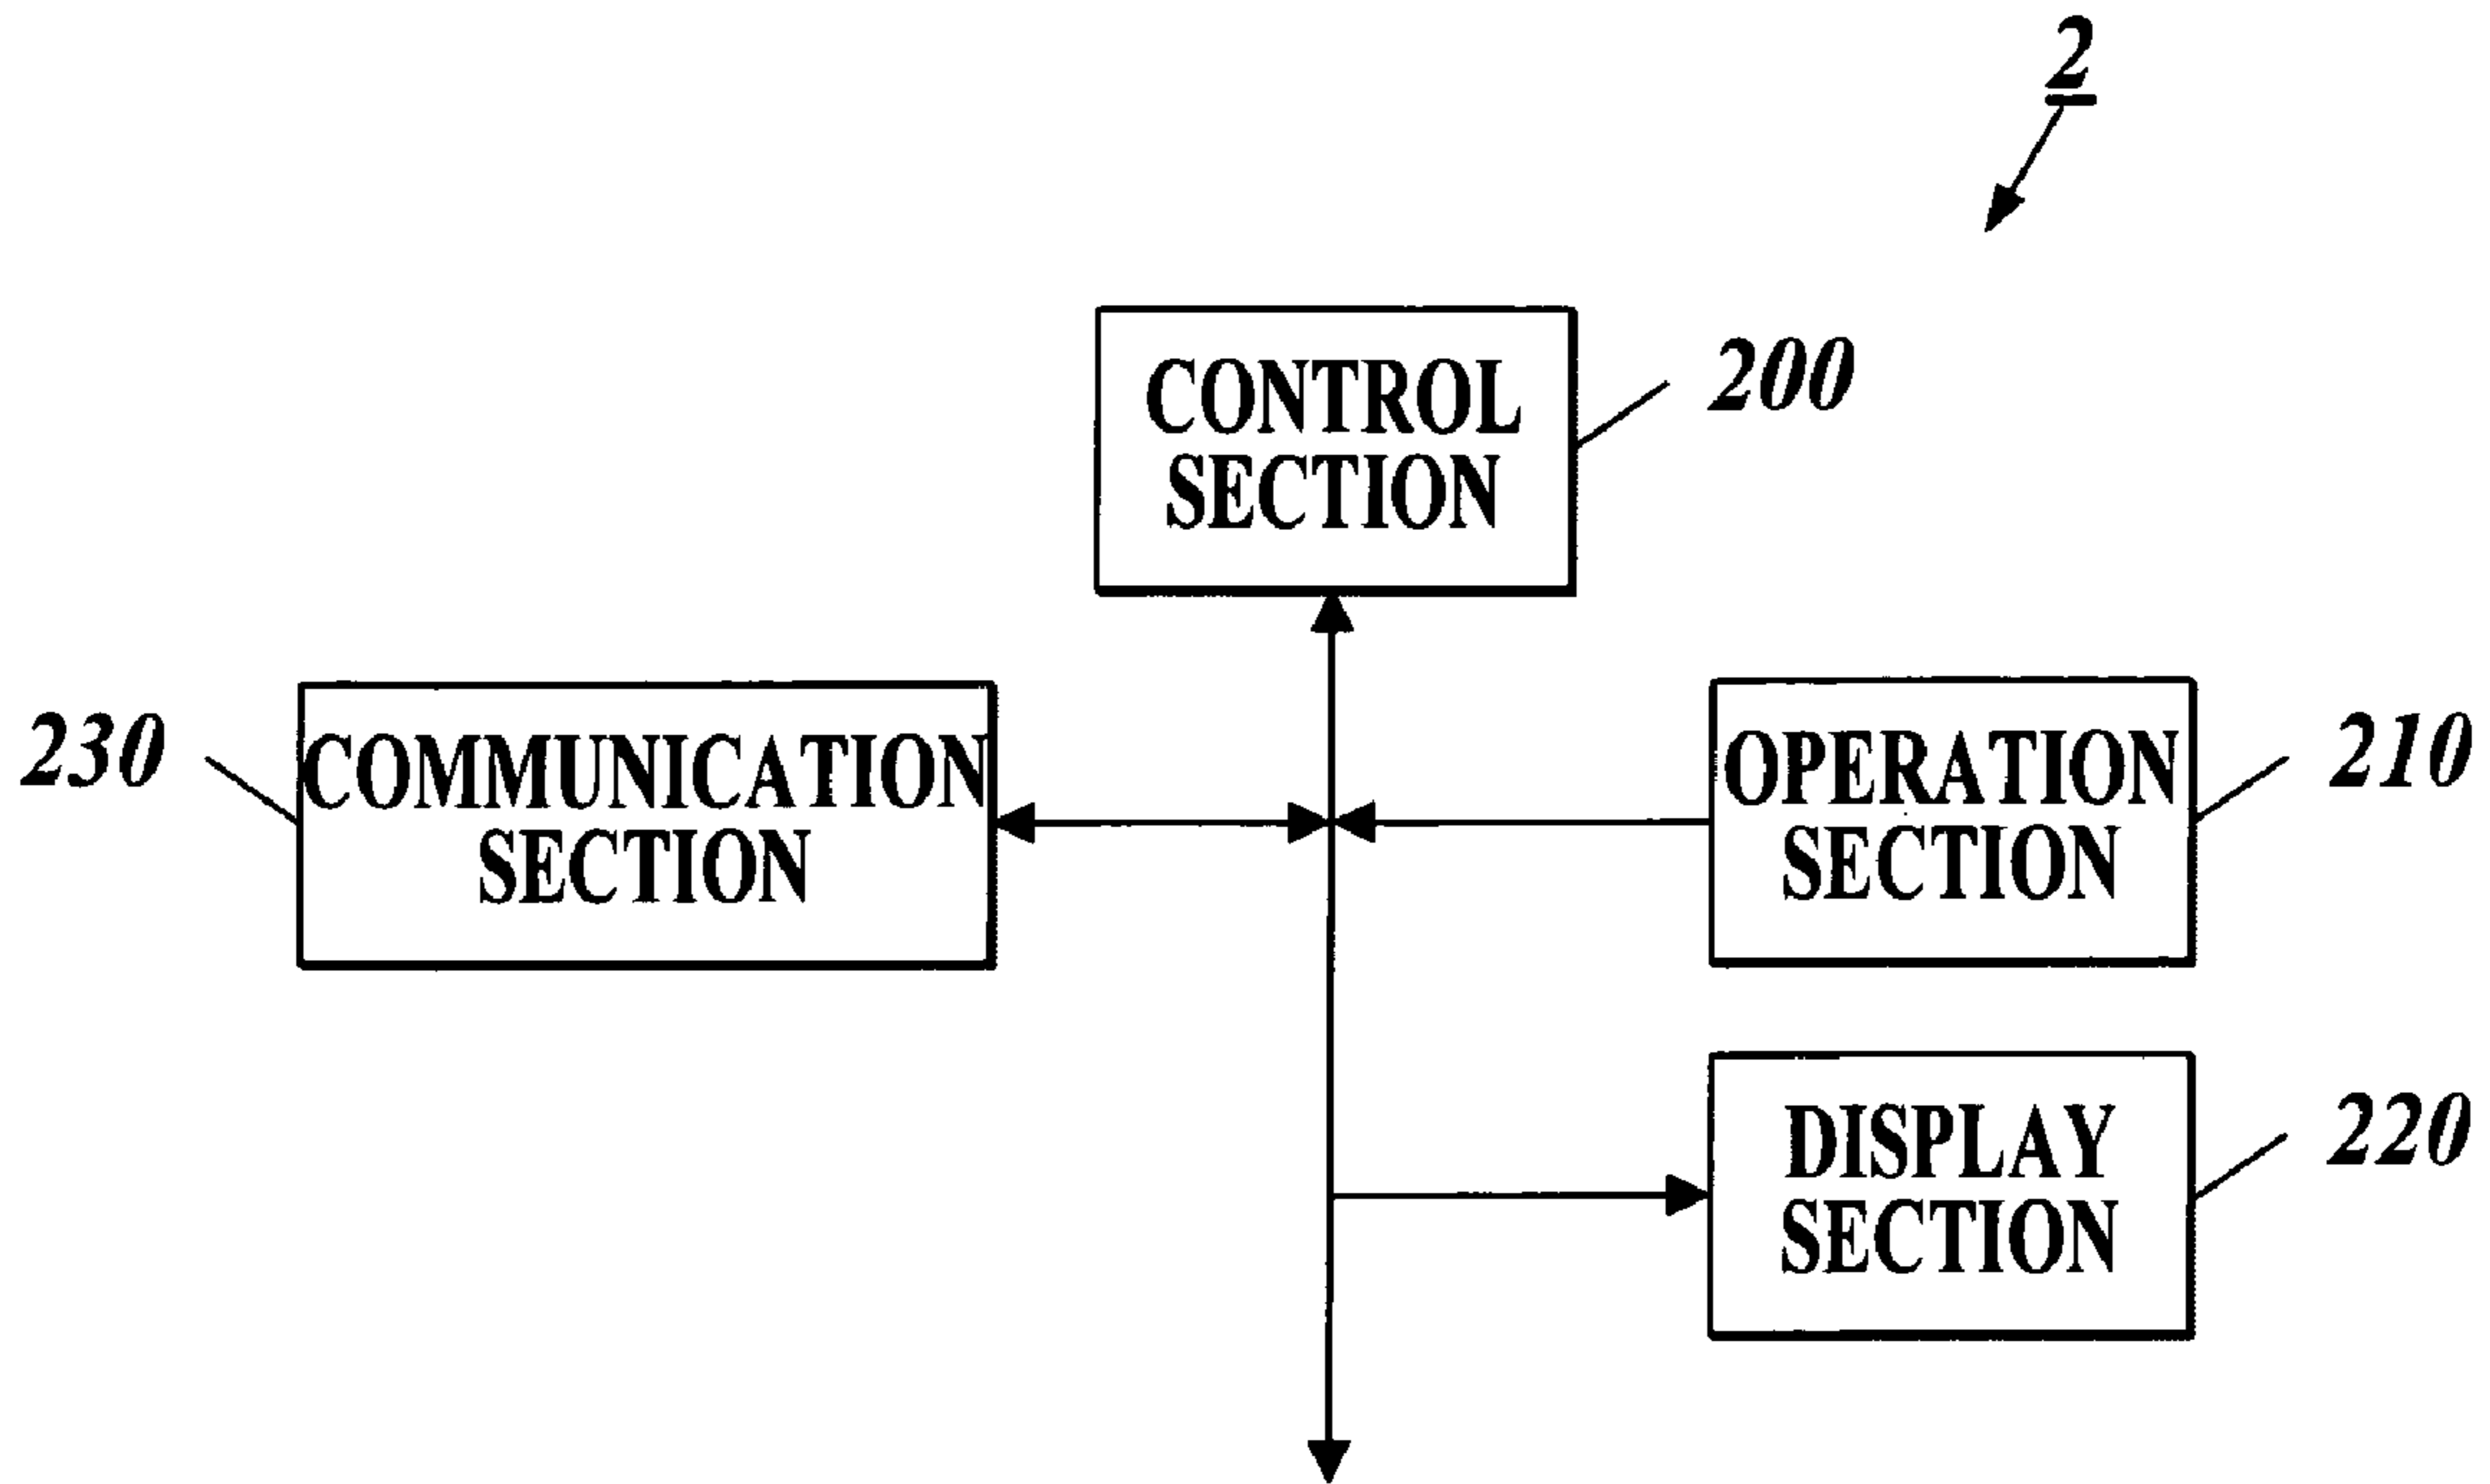 2
CONTROL
SECTION
200
230
COMMUNICATION
SECTION
OPERATION
SECTION
210
DISPLAY
SECTION
220